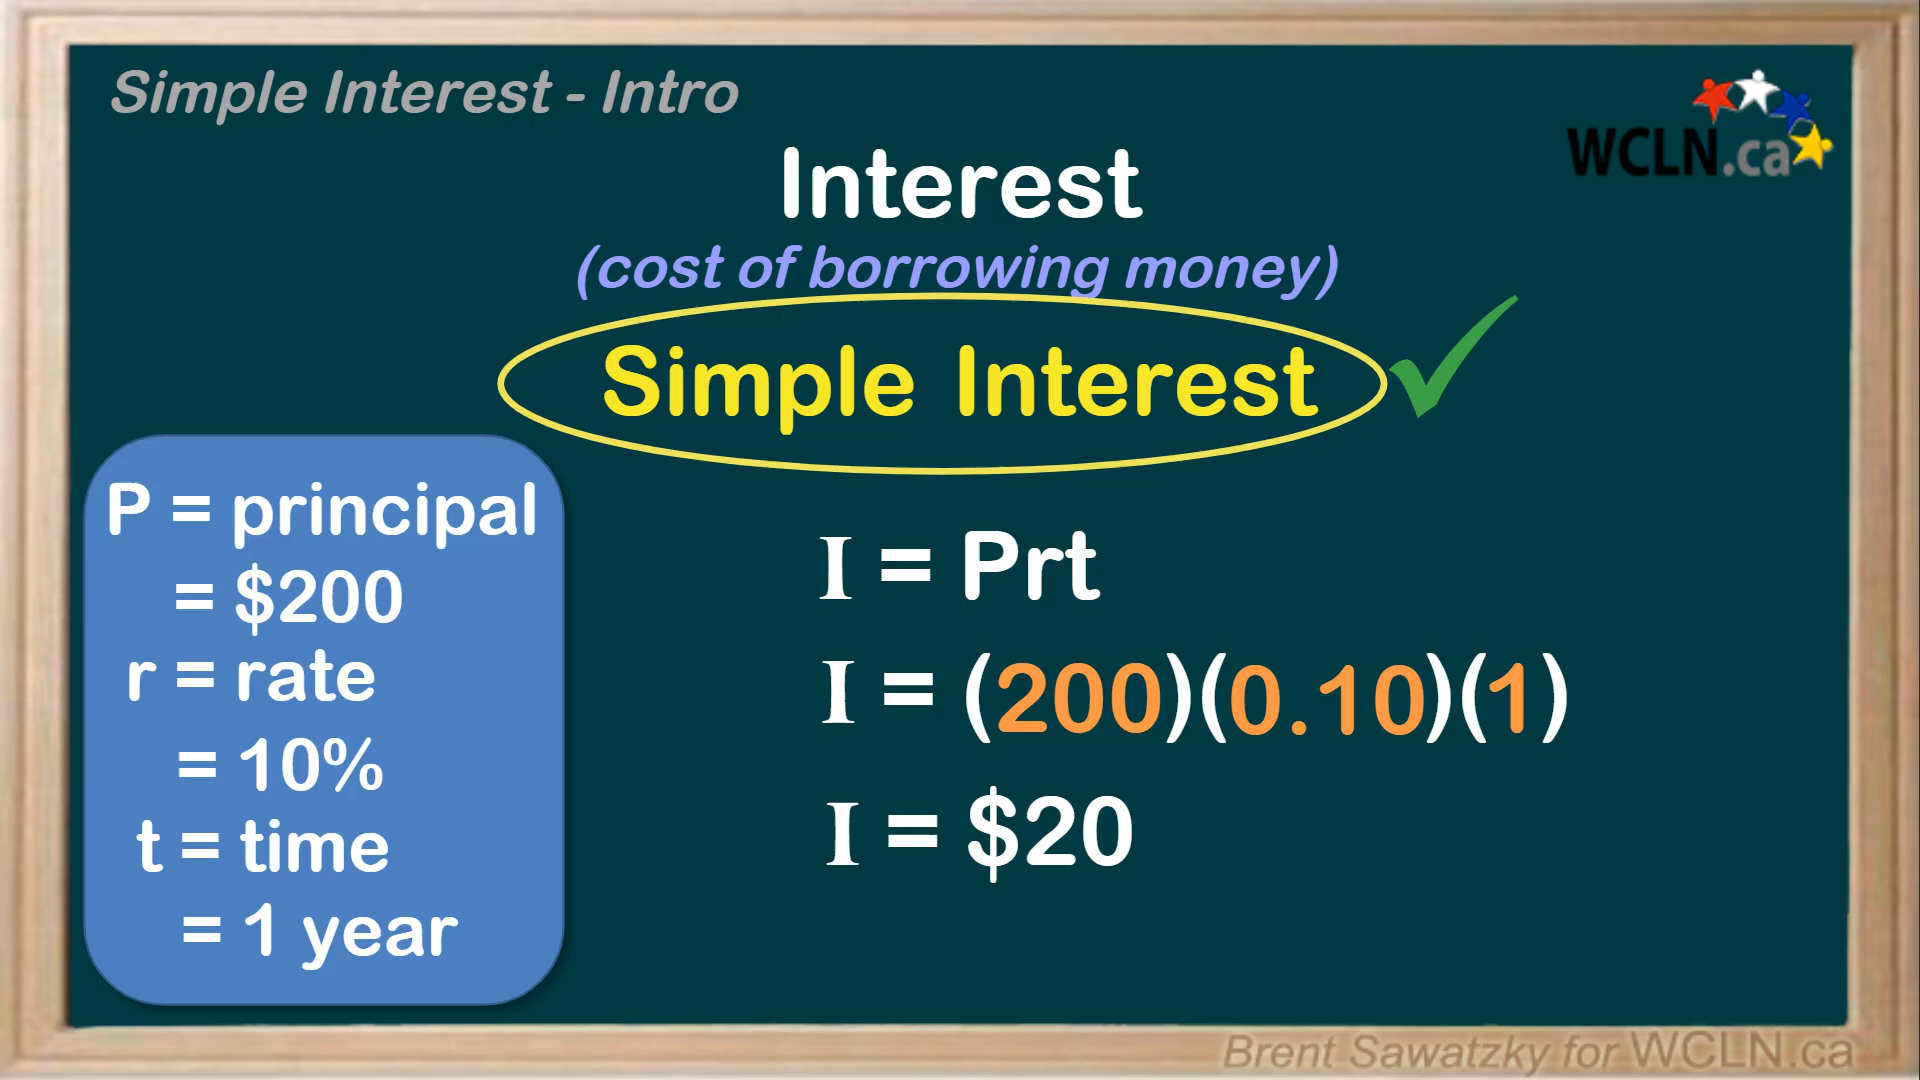 Simple Interest - Intro
WCLN.ca
Interest
(cost of borrowing money)
Simple Interest
P = principal
= $200
r = rate
= 10%
t = time
= 1 year
I = Prt
I = (200)(0.10)(1)
I = $20
Brent Sawatzky for WCLN.ca